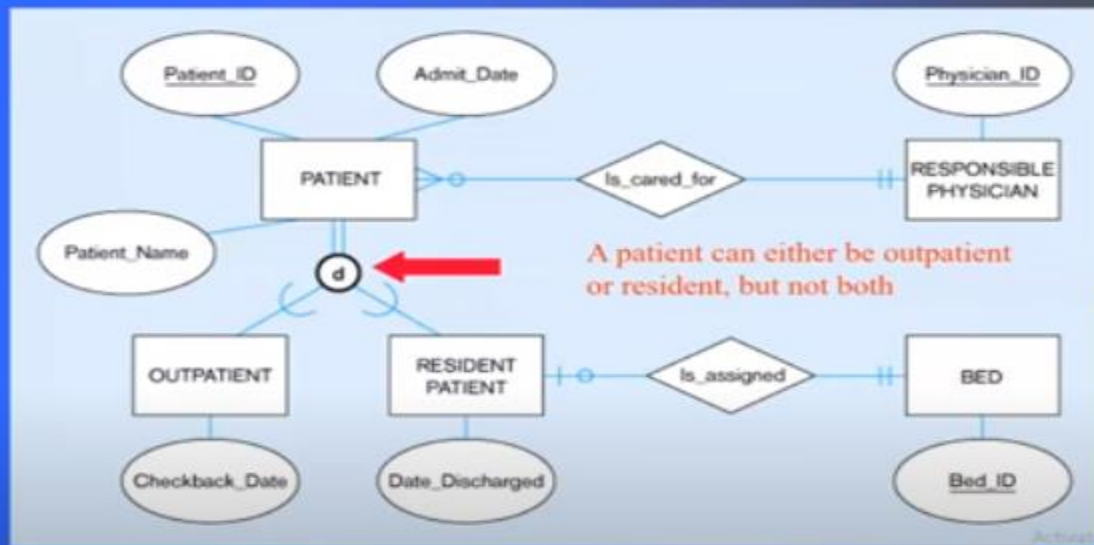 Patient_ID
Admit_Date
Physician_ID
PATIENT
Is_cared_for
RESPONSIBLE
PHYSICIAN
Patient_Name
d
A patient can either be outpatient
or resident, but not both
OUTPATIENT
RESIDENT
PATIENT
Is_assigned
BED
Checkback_Date
Date_Discharged
Bed_ID